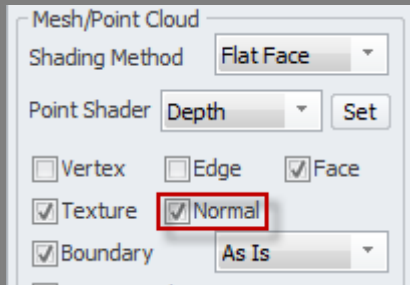 Mesh/Point Cloud
Shading Method Flat Face
Point Shader Depth Set
Vertex Edge Face
Texture Normal
Boundary As Is